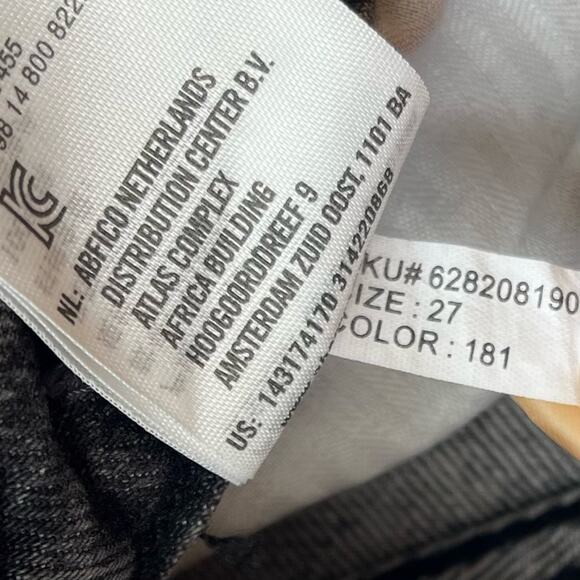 455
98 14 800 822
NL: ABFICO NETHERLANDS
DISTRIBUTION CENTER B.V.
ATLAS COMPLEX
AFRICA BUILDING
HOOGOORDDREEF 9
AMSTERDAM ZUID OOST, 1101 BA
US: 143174170 314220868
KU# 628208190
IZE : 27
COLOR : 181